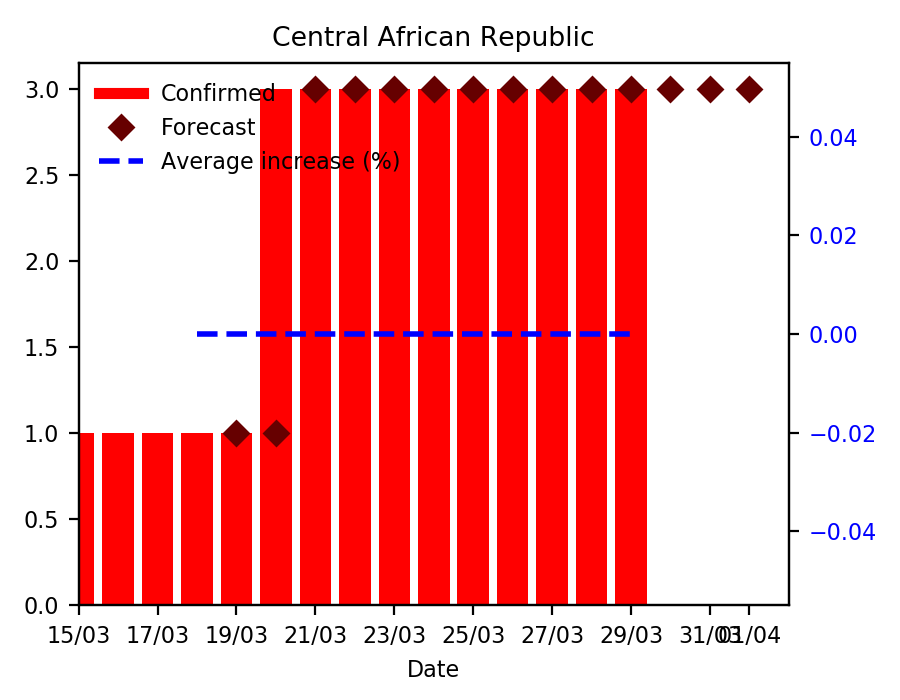 Central African Republic
Confirmed
Forecast
Average increase (%)
3.0
2.5
2.0
1.5
1.0
0.5
0.0
0.04
0.02
0.00
−0.02
−0.04
15/03 17/03 19/03 21/03 23/03 25/03 27/03 29/03 31/03 01/04
Date